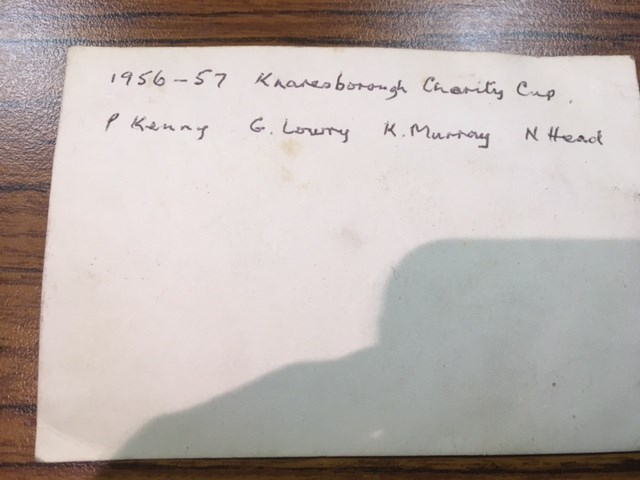 1956-57 Knaresborough Charity Cup.
P Kenny G. Lowry K. Murray N Head